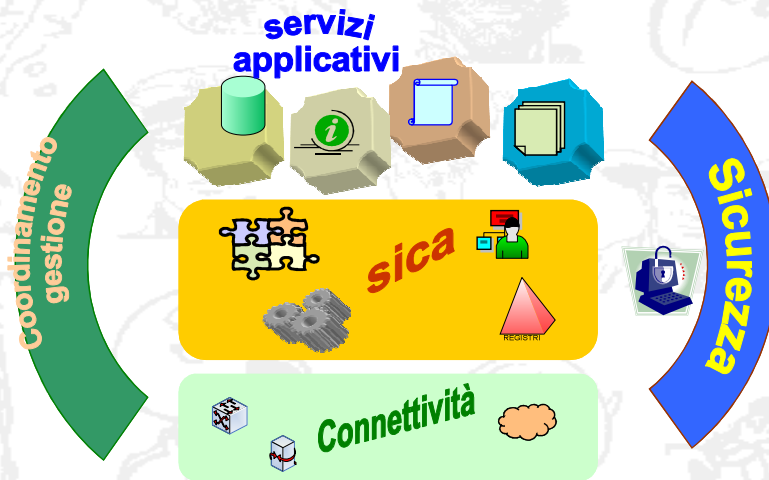 servizi
applicativi
Coordinamento
gestione
sica
REGISTRI
Sicurezza
Connettività